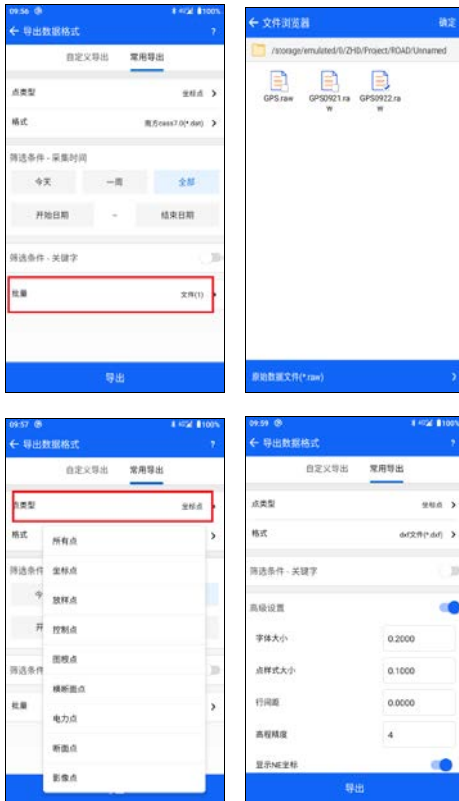 09:56
100%
导出数据格式
?
自定义导出 常用导出
点类型 坐标点
格式 南方cass7.0(*.dat)
筛选条件 - 采集时间
今天 一周 全部
开始日期 - 结束日期
筛选条件 - 关键字
批量 文件(1)
导出
文件浏览器 确定
/storage/emulated/0/ZHD/Project/ROAD/Unnamed
GPS.raw GPS0921.ra GPS0922.ra
w w
原始数据文件(*.raw)
09:57
100%
导出数据格式
?
自定义导出 常用导出
点类型 坐标点
格式
所有点
筛选条件
坐标点
今
放样点
开
控制点
图根点
筛选条件
横断面点
批量
电力点
断面点
影像点
09:59
100%
导出数据格式
?
自定义导出 常用导出
点类型 坐标点
格式 dxf文件(*.dxf)
筛选条件 - 关键字
高级设置
字体大小 0.2000
点样式大小 0.1000
行间距 0.0000
高程精度 4
显示NE坐标
导出